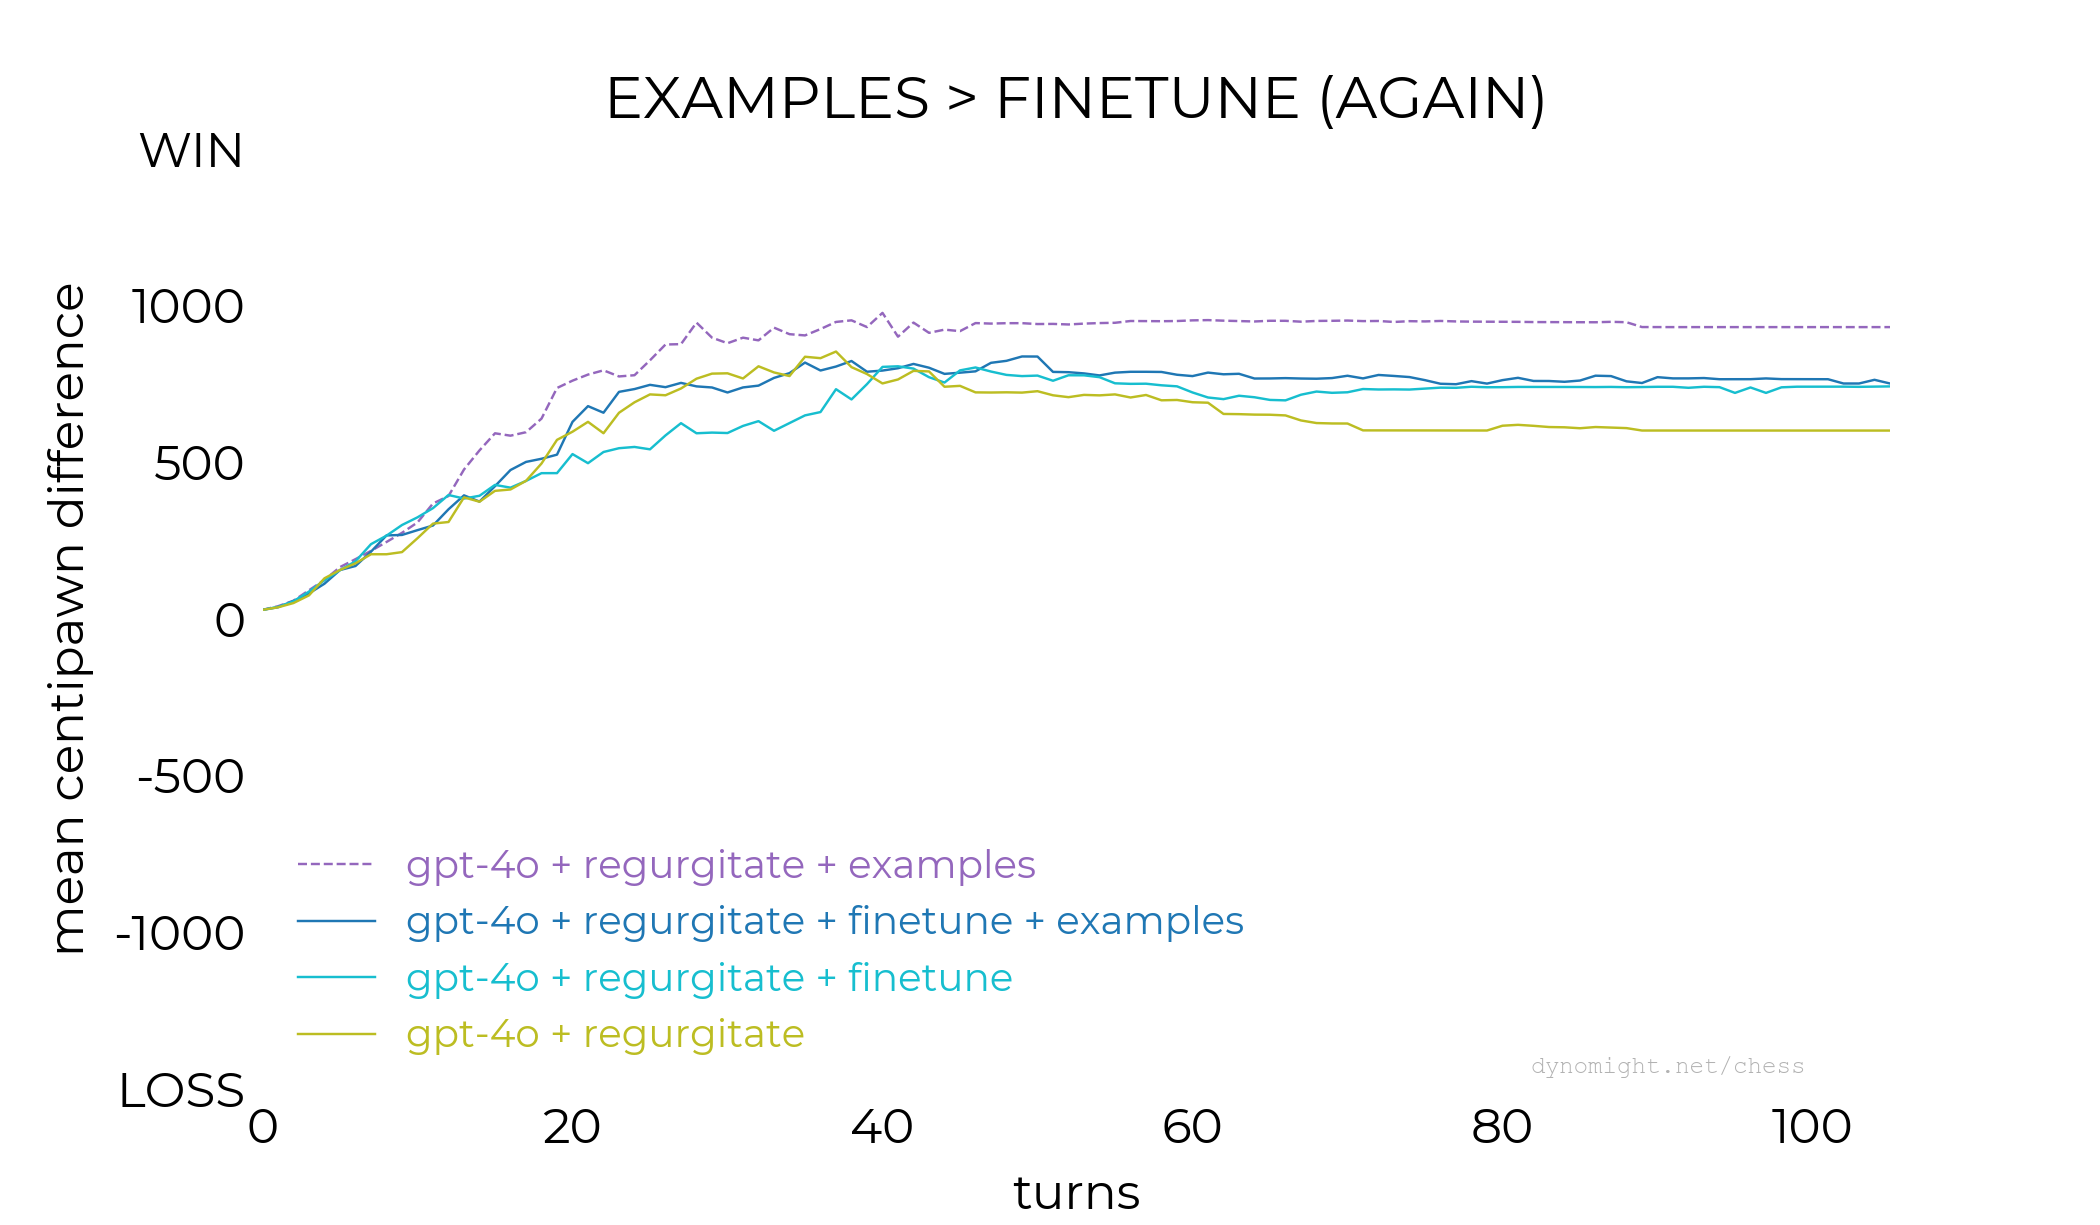 EXAMPLES > FINETUNE (AGAIN)
WIN
1000
500
0
-500
-1000
LOSS
mean centipawn difference
gpt-4o + regurgitate + examples
gpt-4o + regurgitate + finetune + examples
gpt-4o + regurgitate + finetune
gpt-4o + regurgitate
dynomight.net/chess
0 20 40 60 80 100
turns